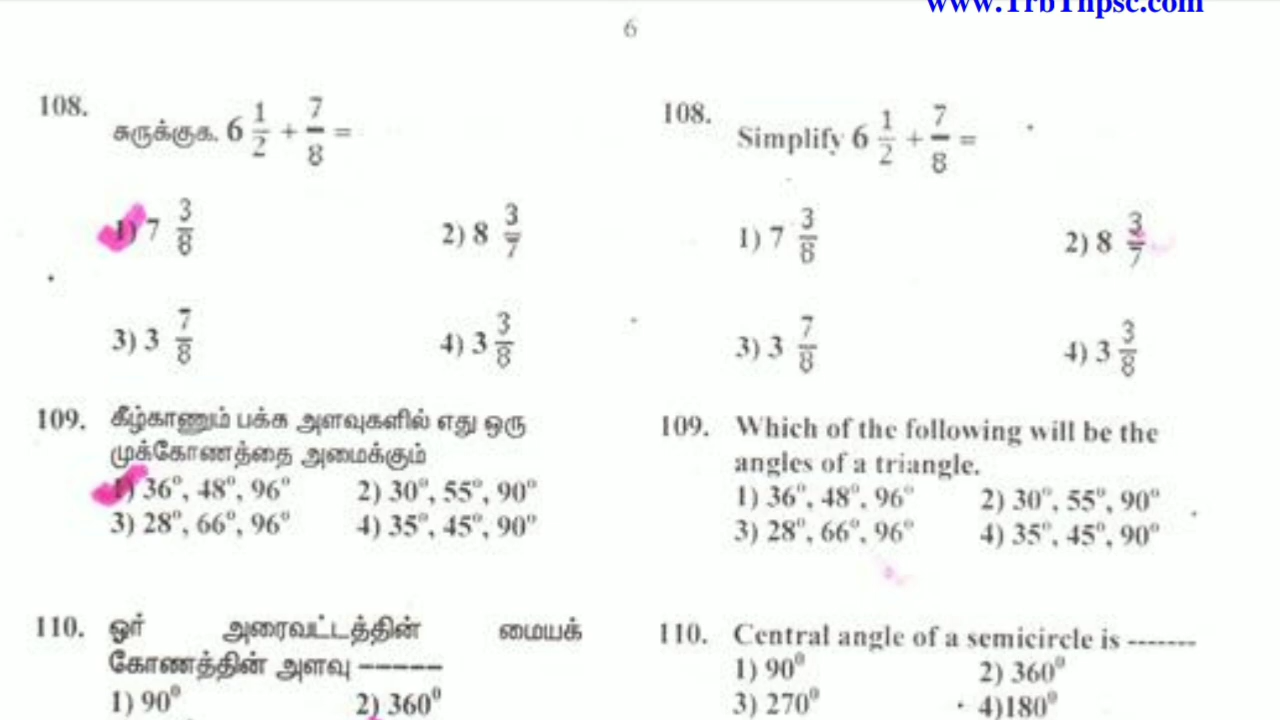 www.TrbTnpsc.com
6
108. சுருக்குக. 6 1/2 + 7/8 =
1) 7 3/8 2) 8 3/7
3) 3 7/8 4) 3 3/8
109. கீழ்காணும் பக்க அளவுகளில் எது ஒரு
முக்கோணத்தை அமைக்கும்
1) 36°, 48°, 96° 2) 30°, 55°, 90°
3) 28°, 66°, 96° 4) 35°, 45°, 90°
110. ஓர் அரைவட்டத்தின் மையக்
கோணத்தின் அளவு -----
1) 90⁰ 2) 360⁰
108. Simplify 6 1/2 + 7/8 =
1) 7 3/8 2) 8 3/7
3) 3 7/8 4) 3 3/8
109. Which of the following will be the
angles of a triangle.
1) 36°, 48°, 96° 2) 30°, 55°, 90°
3) 28°, 66°, 96° 4) 35°, 45°, 90°
110. Central angle of a semicircle is -------
1) 90⁰ 2) 360⁰
3) 270⁰ 4)180⁰